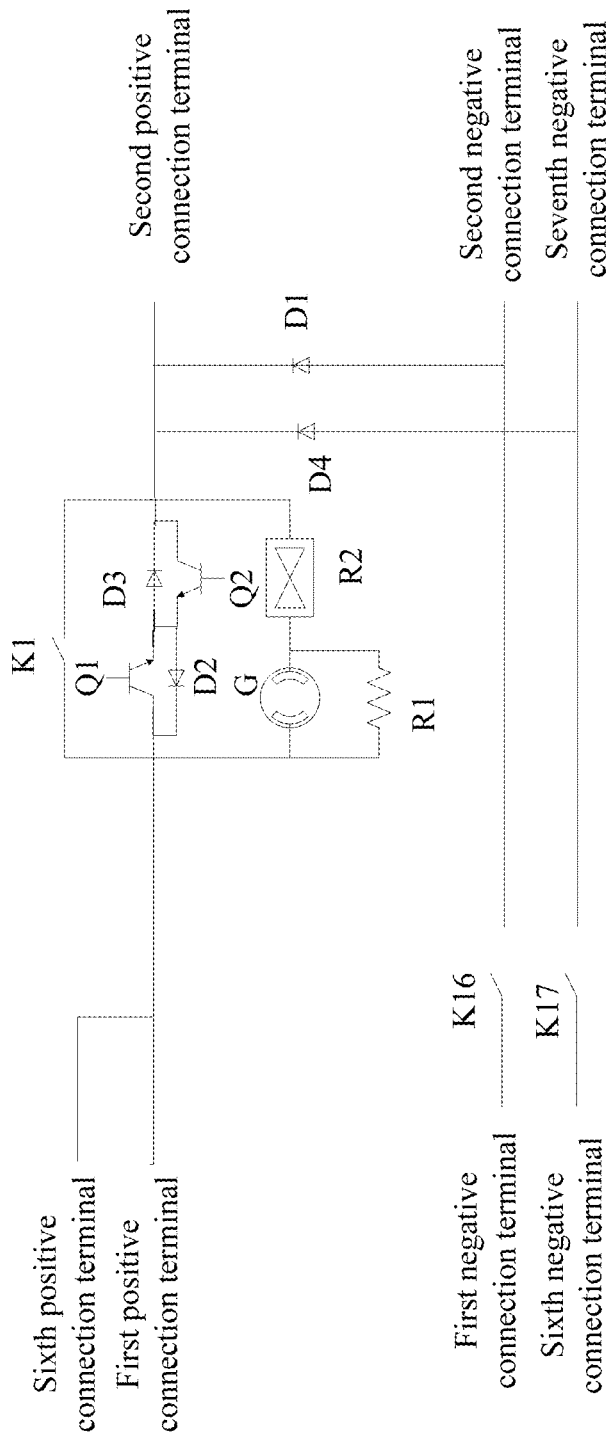 Sixth positive
connection terminal
First positive
connection terminal
K1
Q1
D3
D2
Q2
G
R2
R1
D4
D1
Second positive
connection terminal
First negative
connection terminal
K16
Second negative
connection terminal
Sixth negative
connection terminal
K17
Seventh negative
connection terminal